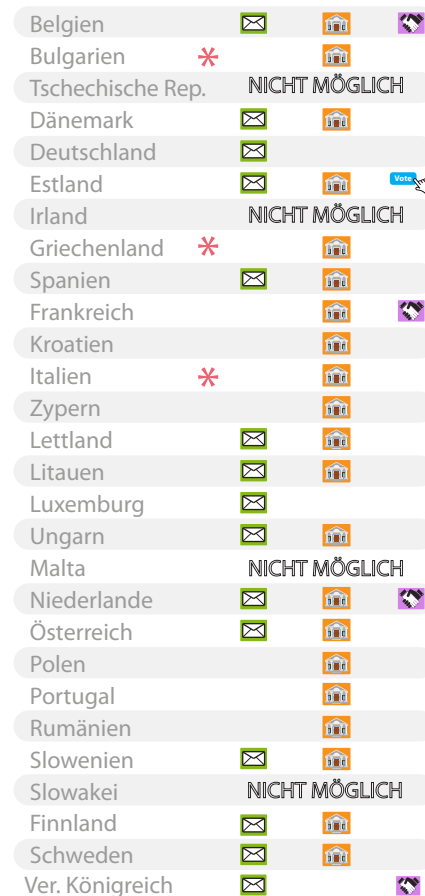 Belgien
Bulgarien *
Tschechische Rep. NICHT MÖGLICH
Dänemark
Deutschland
Estland Vote
Irland NICHT MÖGLICH
Griechenland *
Spanien
Frankreich
Kroatien
Italien *
Zypern
Lettland
Litauen
Luxemburg
Ungarn
Malta NICHT MÖGLICH
Niederlande
Österreich
Polen
Portugal
Rumänien
Slowenien
Slowakei NICHT MÖGLICH
Finnland
Schweden
Ver. Königreich